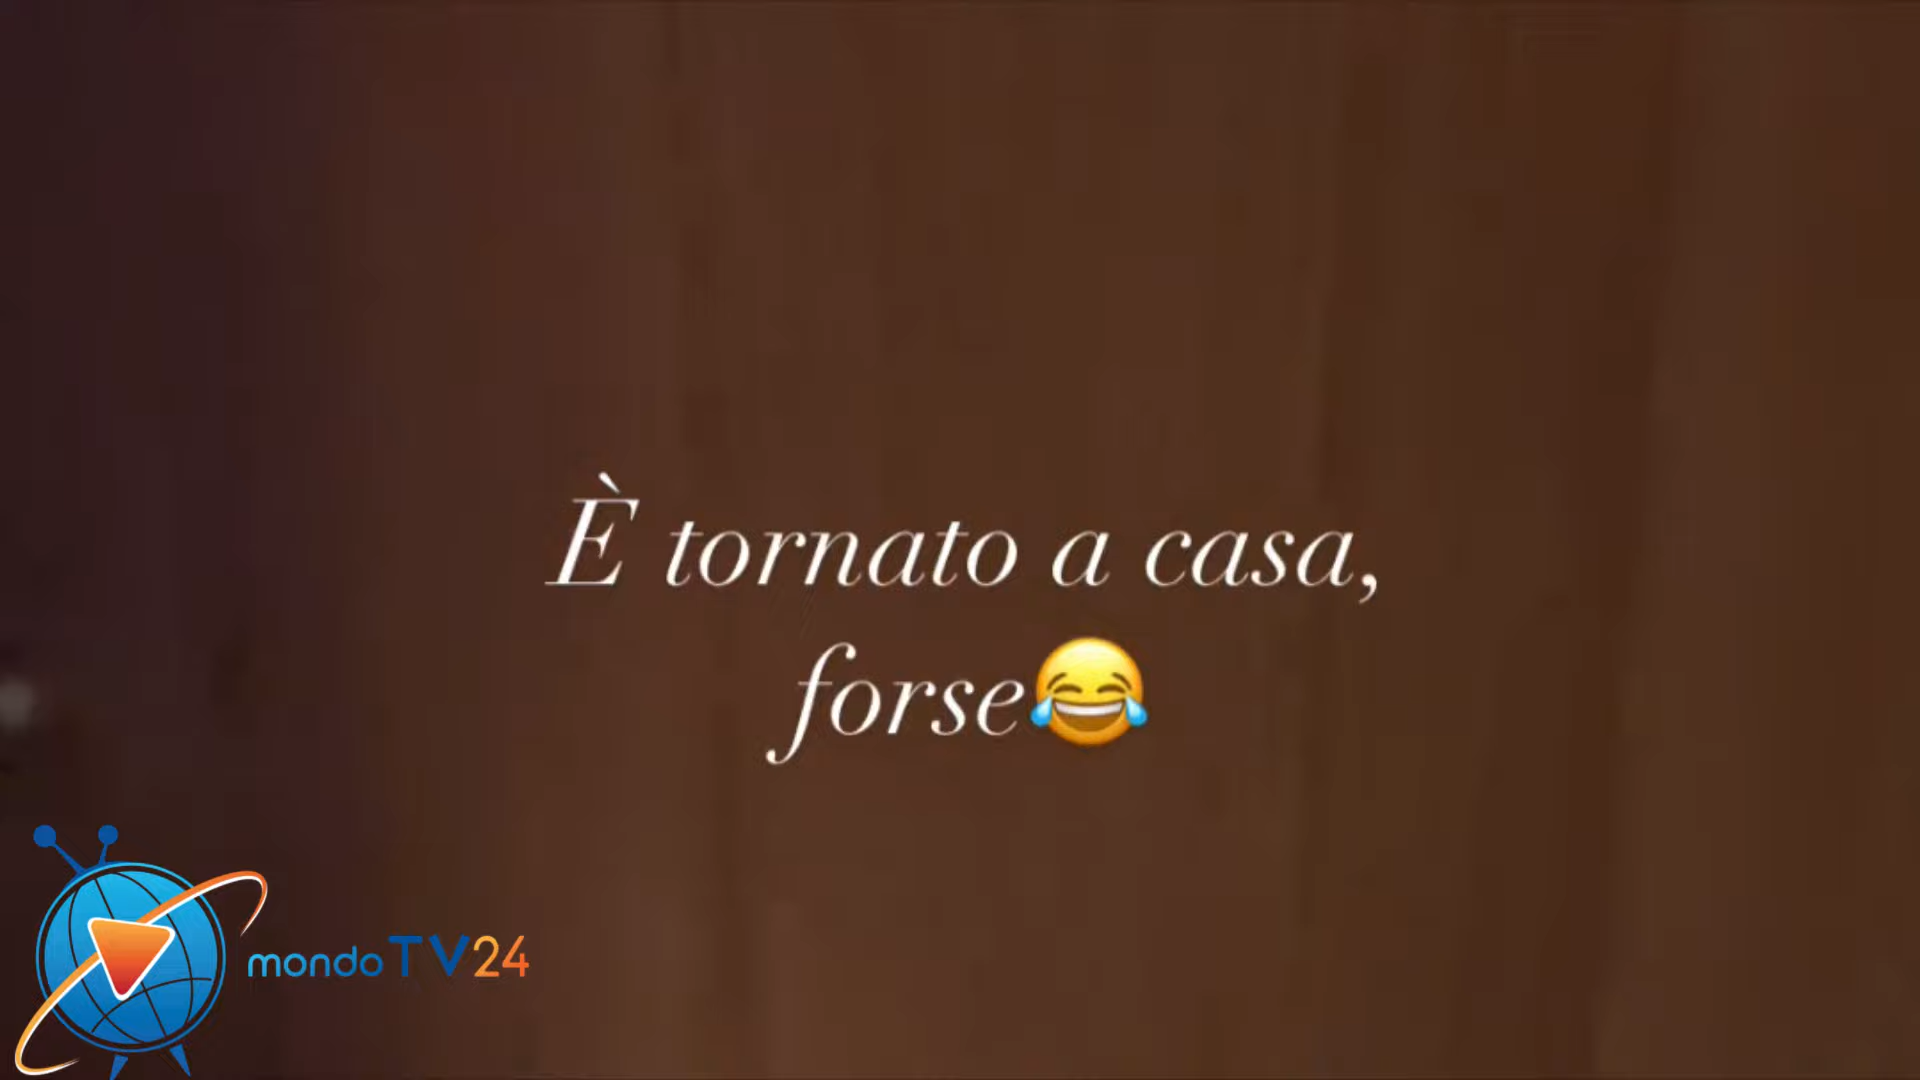 È tornato a casa,
forse😂
mondoTV24